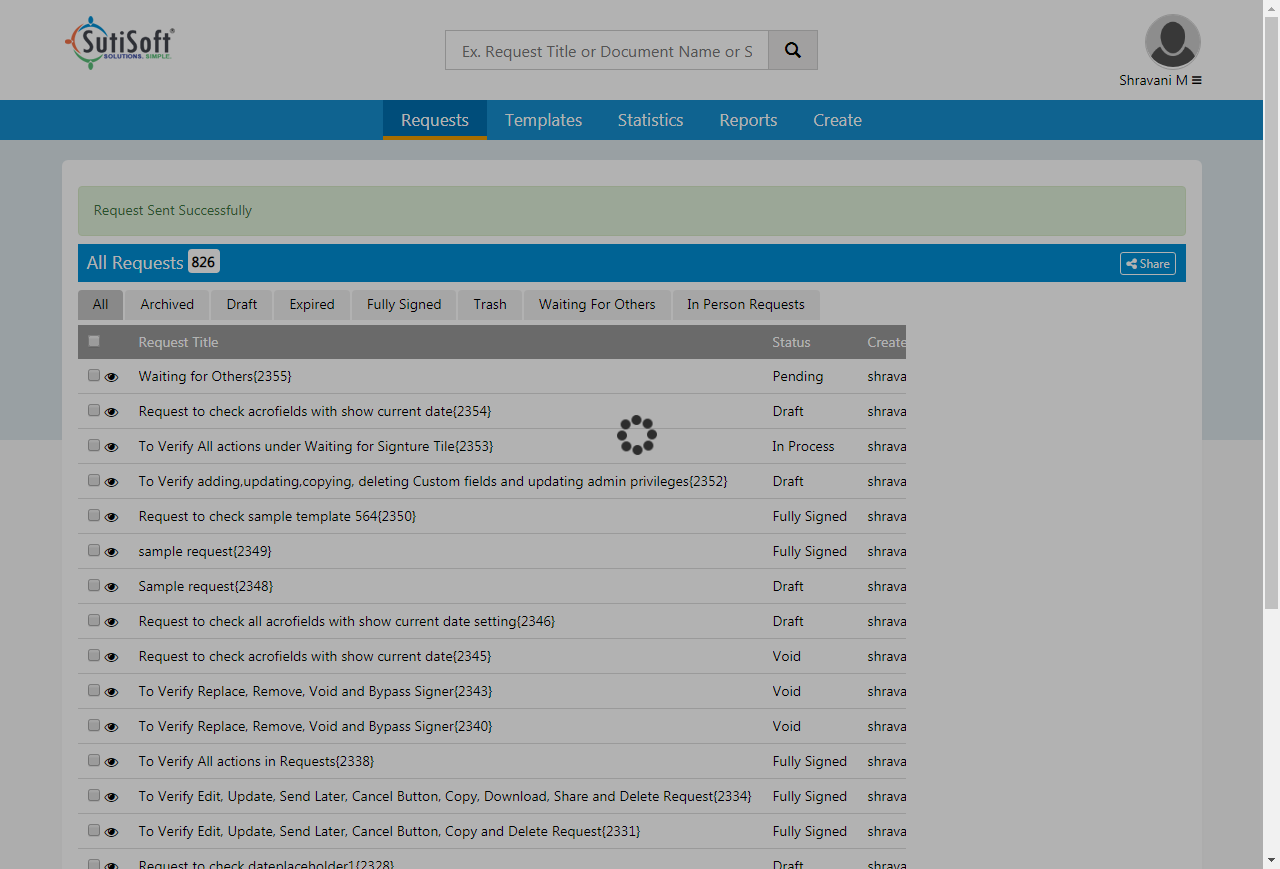 SutiSoft
SOLUTIONS. SIMPLE.
Ex. Request Title or Document Name or S
Shravani M
Requests Templates Statistics Reports Create
Request Sent Successfully
All Requests 826 Share
All Archived Draft Expired Fully Signed Trash Waiting For Others In Person Requests
Request Title Status Create
Waiting for Others{2355} Pending shrava
Request to check acrofields with show current date{2354} Draft shrava
To Verify All actions under Waiting for Signture Tile{2353} In Process shrava
To Verify adding,updating,copying, deleting Custom fields and updating admin privileges{2352} Draft shrava
Request to check sample template 564{2350} Fully Signed shrava
sample request{2349} Fully Signed shrava
Sample request{2348} Draft shrava
Request to check all acrofields with show current date setting{2346} Draft shrava
Request to check acrofields with show current date{2345} Void shrava
To Verify Replace, Remove, Void and Bypass Signer{2343} Void shrava
To Verify Replace, Remove, Void and Bypass Signer{2340} Void shrava
To Verify All actions in Requests{2338} Fully Signed shrava
To Verify Edit, Update, Send Later, Cancel Button, Copy, Download, Share and Delete Request{2334} Fully Signed shrava
To Verify Edit, Update, Send Later, Cancel Button, Copy and Delete Request{2331} Fully Signed shrava
Request to check dateplaceholder1{2328} Draft shrava